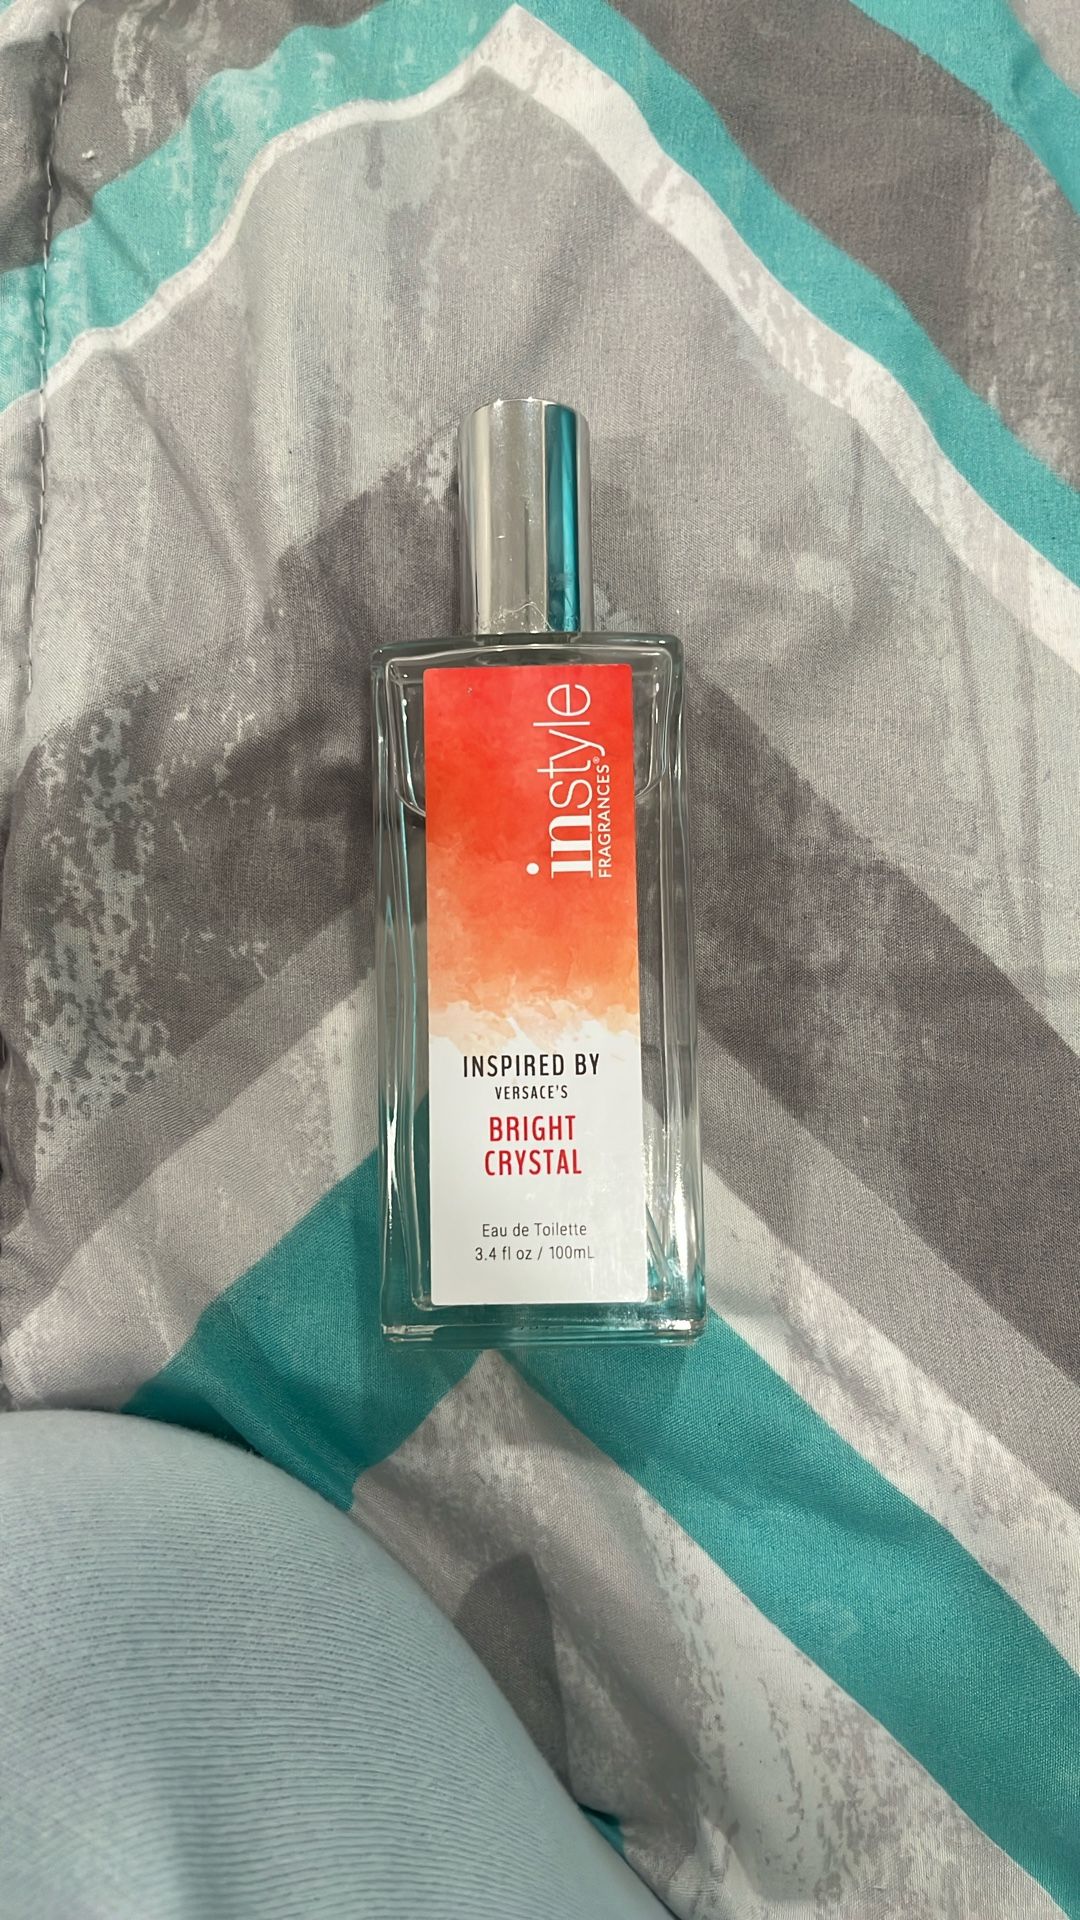 instyle
FRAGRANCES®
INSPIRED BY
VERSACE'S
BRIGHT
CRYSTAL
Eau de Toilette
3.4 fl oz / 100mL